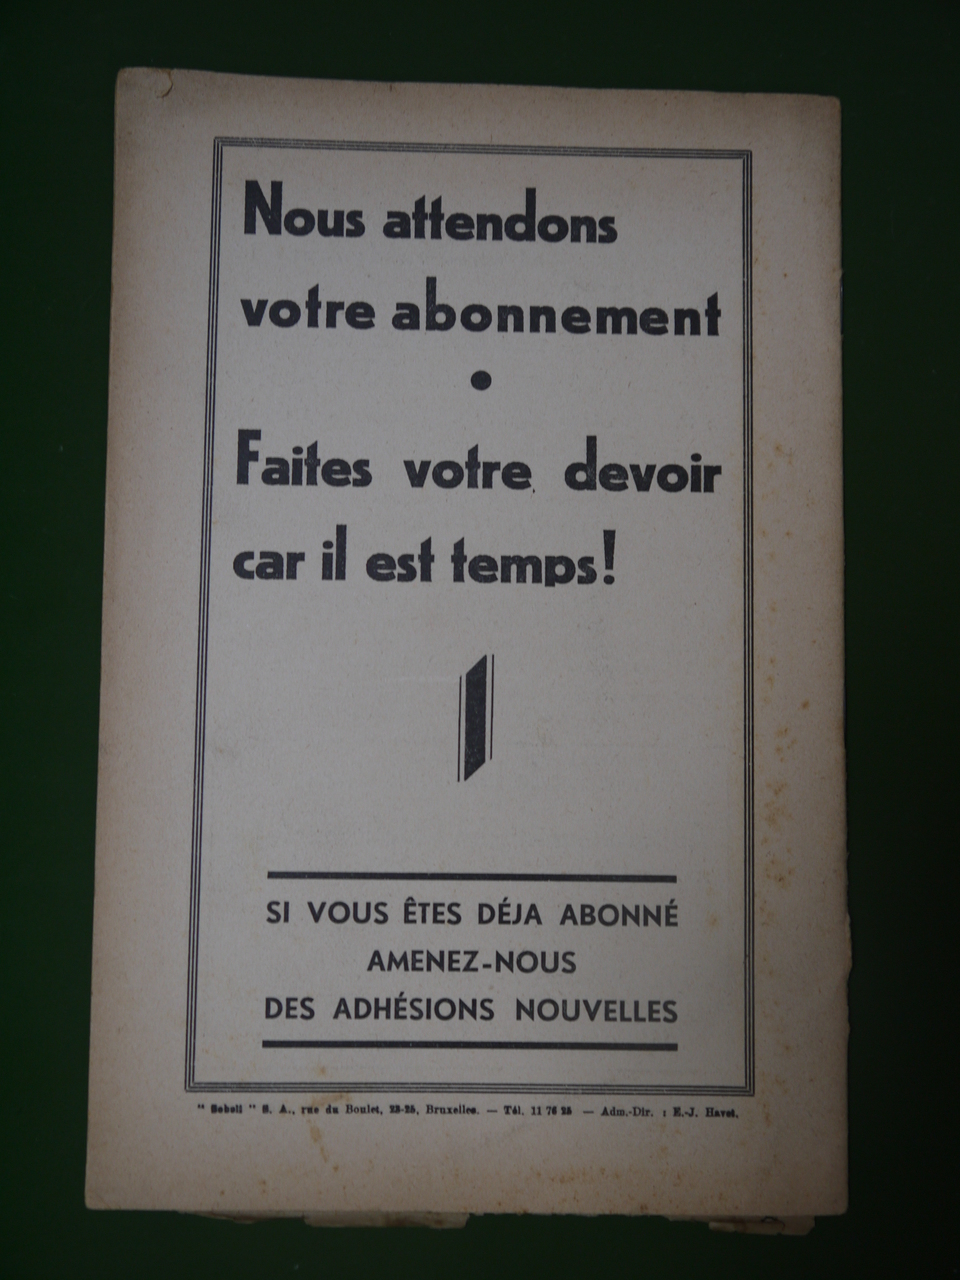 Nous attendons
votre abonnement
•
Faites votre devoir
car il est temps!
SI VOUS ÊTES DÉJA ABONNÉ
AMENEZ-NOUS
DES ADHÉSIONS NOUVELLES
" Soboli " S. A., rue du Boulet, 23-25, Bruxelles. — Tél. 11 76 25 — Adm.-Dir. : E.-J. Havet.